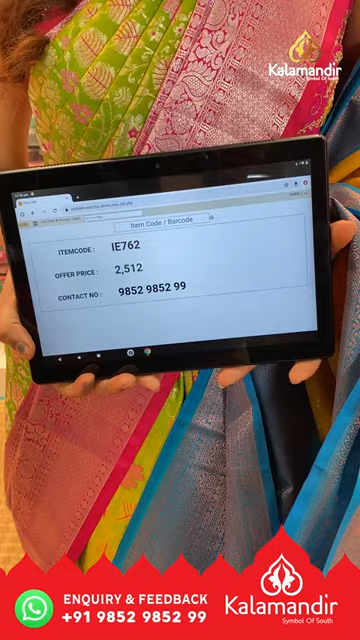 Kalamandir
Symbol Of South
Item Code / Barcode
ITEMCODE : IE762
OFFER PRICE : 2,512
CONTACT NO : 9852 9852 99
ENQUIRY & FEEDBACK
+91 9852 9852 99
Kalamandir
Symbol Of South